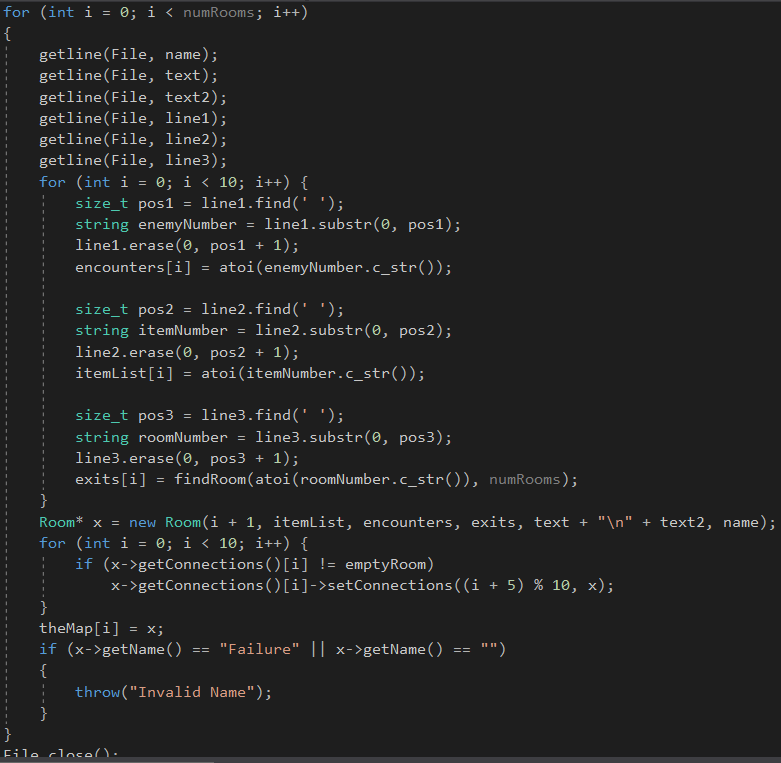 for (int i = 0; i < numRooms; i++)
{
getline(File, name);
getline(File, text);
getline(File, text2);
getline(File, line1);
getline(File, line2);
getline(File, line3);
for (int i = 0; i < 10; i++) {
size_t pos1 = line1.find(' ');
string enemyNumber = line1.substr(0, pos1);
line1.erase(0, pos1 + 1);
encounters[i] = atoi(enemyNumber.c_str());
size_t pos2 = line2.find(' ');
string itemNumber = line2.substr(0, pos2);
line2.erase(0, pos2 + 1);
itemList[i] = atoi(itemNumber.c_str());
size_t pos3 = line3.find(' ');
string roomNumber = line3.substr(0, pos3);
line3.erase(0, pos3 + 1);
exits[i] = findRoom(atoi(roomNumber.c_str()), numRooms);
}
Room* x = new Room(i + 1, itemList, encounters, exits, text + "\n" + text2, name);
for (int i = 0; i < 10; i++) {
if (x->getConnections()[i] != emptyRoom)
x->getConnections()[i]->setConnections((i + 5) % 10, x);
}
theMap[i] = x;
if (x->getName() == "Failure" || x->getName() == "")
{
throw("Invalid Name");
}
}
File.close();